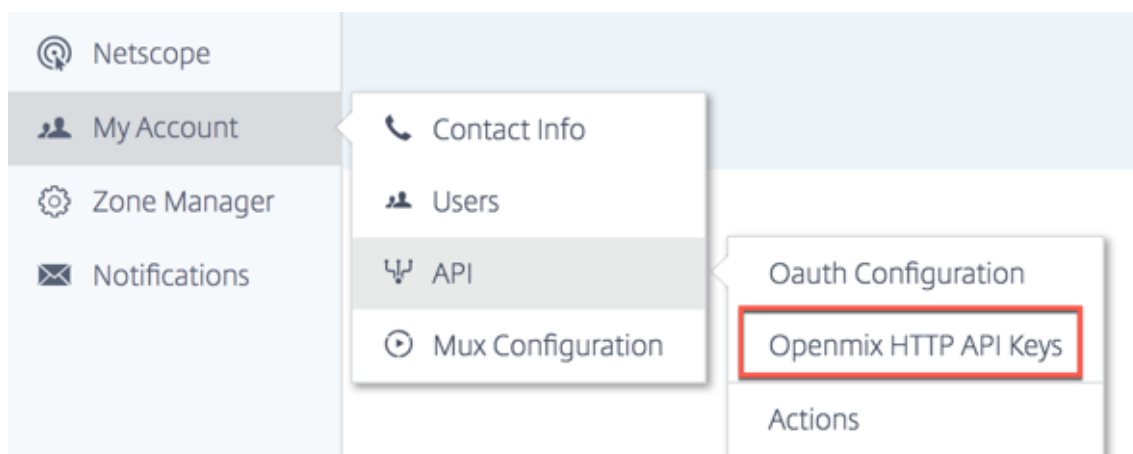 Netscope
My Account
Zone Manager
Notifications
Contact Info
Users
API
Mux Configuration
Oauth Configuration
Openmix HTTP API Keys
Actions